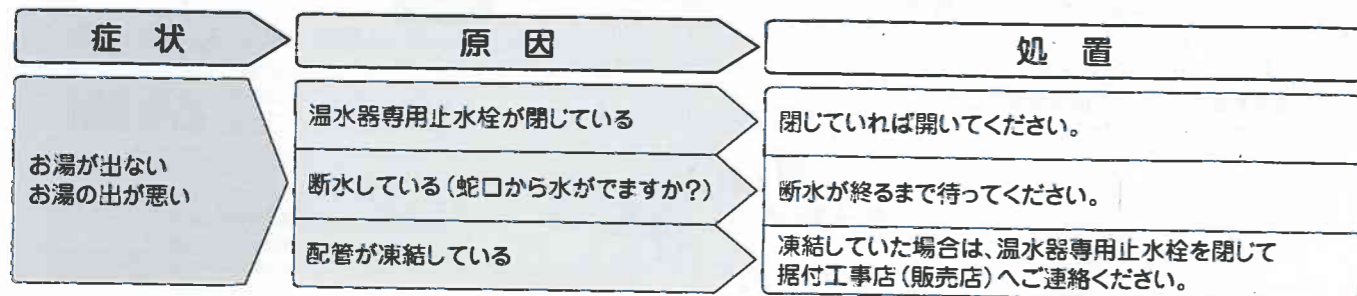 症状
原因
処置
お湯が出ない
お湯の出が悪い
温水器専用止水栓が閉じている
閉じていれば開いてください。
断水している(蛇口から水がでますか?)
断水が終るまで待ってください。
配管が凍結している
凍結していた場合は、温水器専用止水栓を閉じて
据付工事店(販売店)へご連絡ください。